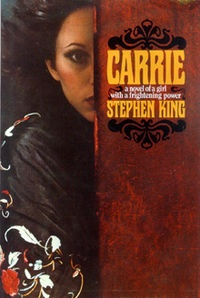 CARRIE
a novel of a girl
with a frightening power
STEPHEN KING